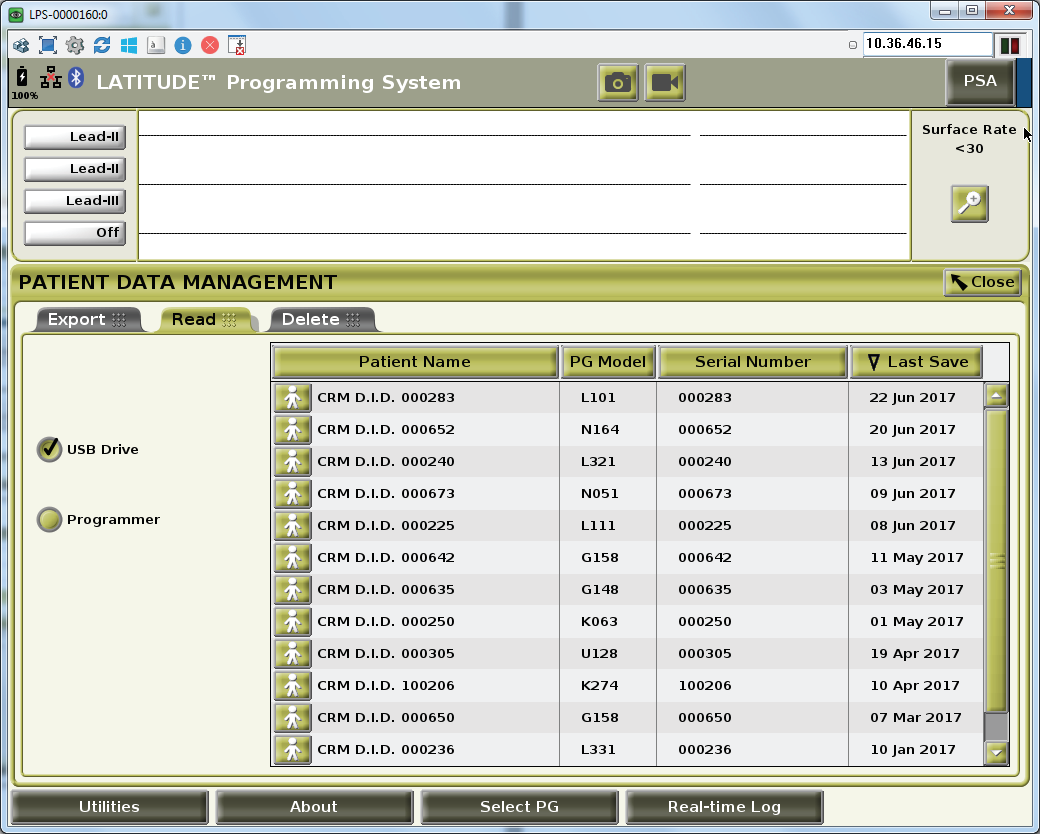 LPS-0000160:0
10.36.46.15
100%
LATITUDE™ Programming System
PSA
Lead-II
Lead-II
Lead-III
Off
Surface Rate
<30
PATIENT DATA MANAGEMENT
Close
Export Read Delete
USB Drive
Programmer
Patient Name PG Model Serial Number Last Save
CRM D.I.D. 000283 L101 000283 22 Jun 2017
CRM D.I.D. 000652 N164 000652 20 Jun 2017
CRM D.I.D. 000240 L321 000240 13 Jun 2017
CRM D.I.D. 000673 N051 000673 09 Jun 2017
CRM D.I.D. 000225 L111 000225 08 Jun 2017
CRM D.I.D. 000642 G158 000642 11 May 2017
CRM D.I.D. 000635 G148 000635 03 May 2017
CRM D.I.D. 000250 K063 000250 01 May 2017
CRM D.I.D. 000305 U128 000305 19 Apr 2017
CRM D.I.D. 100206 K274 100206 10 Apr 2017
CRM D.I.D. 000650 G158 000650 07 Mar 2017
CRM D.I.D. 000236 L331 000236 10 Jan 2017
Utilities About Select PG Real-time Log